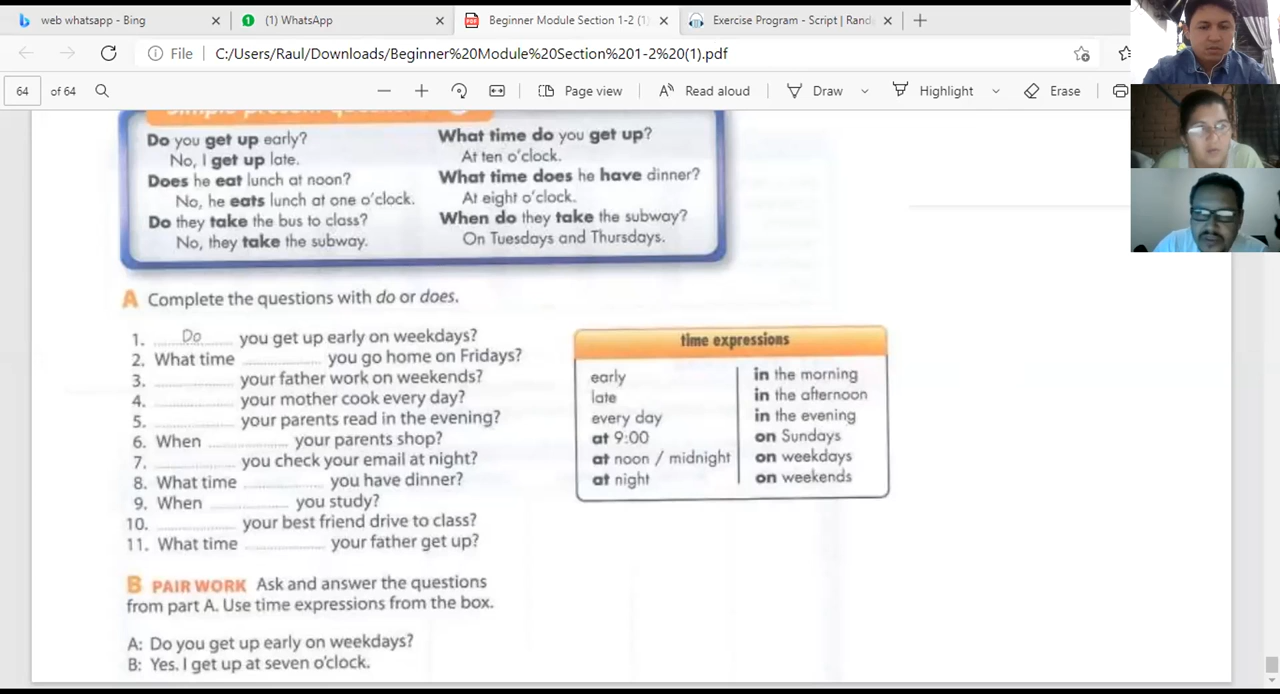 web whatsapp - Bing
(1) WhatsApp
Beginner Module Section 1-2 (1)
Exercise Program - Script | Rand
File C:/Users/Raul/Downloads/Beginner%20Module%20Section%201-2%20(1).pdf
64 of 64 Page view Read aloud Draw Highlight Erase
Do you get up early?
No, I get up late.
Does he eat lunch at noon?
No, he eats lunch at one o'clock.
Do they take the bus to class?
No, they take the subway.
What time do you get up?
At ten o'clock.
What time does he have dinner?
At eight o'clock.
When do they take the subway?
On Tuesdays and Thursdays.
A Complete the questions with do or does.
1. Do you get up early on weekdays?
2. What time you go home on Fridays?
3. your father work on weekends?
4. your mother cook every day?
5. your parents read in the evening?
6. When your parents shop?
7. you check your email at night?
8. What time you have dinner?
9. When you study?
10. your best friend drive to class?
11. What time your father get up?
time expressions
early
late
every day
at 9:00
at noon / midnight
at night
in the morning
in the afternoon
in the evening
on Sundays
on weekdays
on weekends
B PAIR WORK Ask and answer the questions
from part A. Use time expressions from the box.
A: Do you get up early on weekdays?
B: Yes. I get up at seven o'clock.